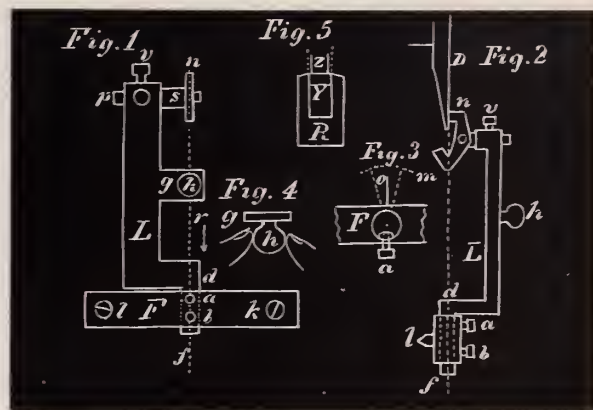 Fig. 1
v
n
p
s
g
h
L
r
d
l
F
a
b
k
f
Fig. 5
z
Y
R
Fig. 4
g
h
Fig. 3
o
m
F
a
Fig. 2
D
n
v
h
L
d
l
a
b
f